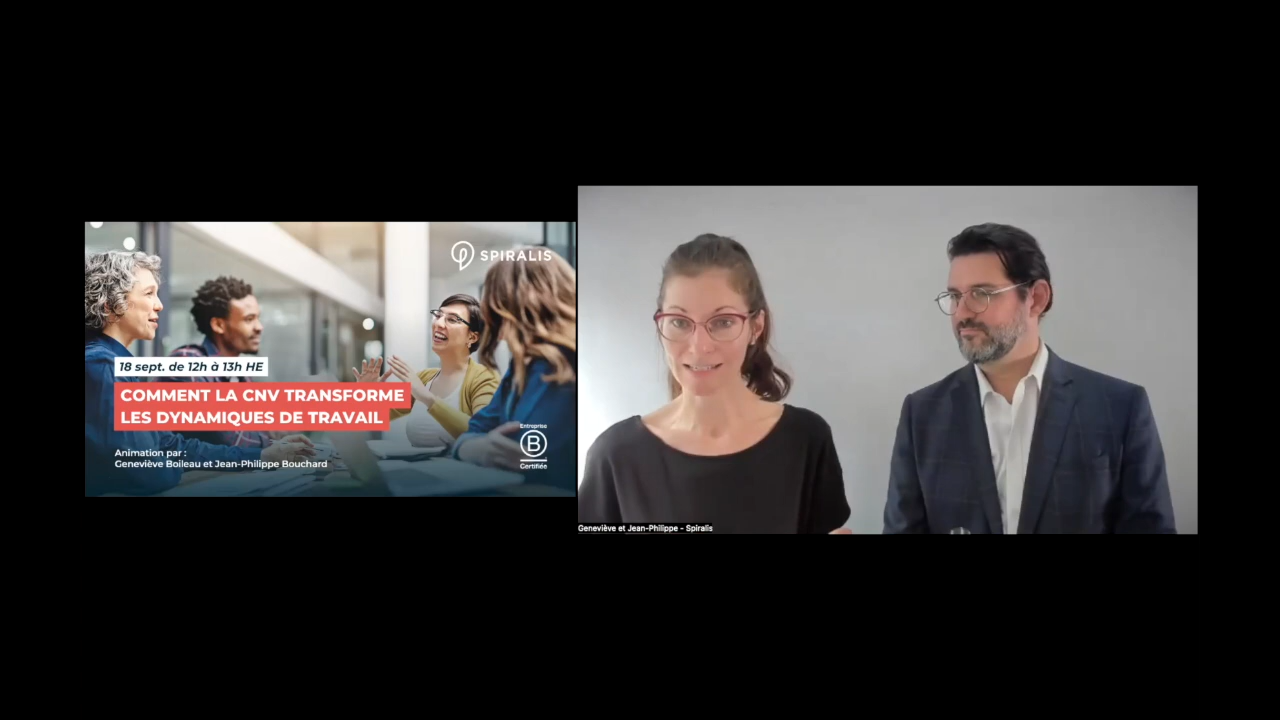 SPIRALIS
18 sept. de 12h à 13h HE
COMMENT LA CNV TRANSFORME
LES DYNAMIQUES DE TRAVAIL
Animation par :
Geneviève Boileau et Jean-Philippe Bouchard
Entreprise
B
Certifiée
Geneviève et Jean-Philippe - Spiralis